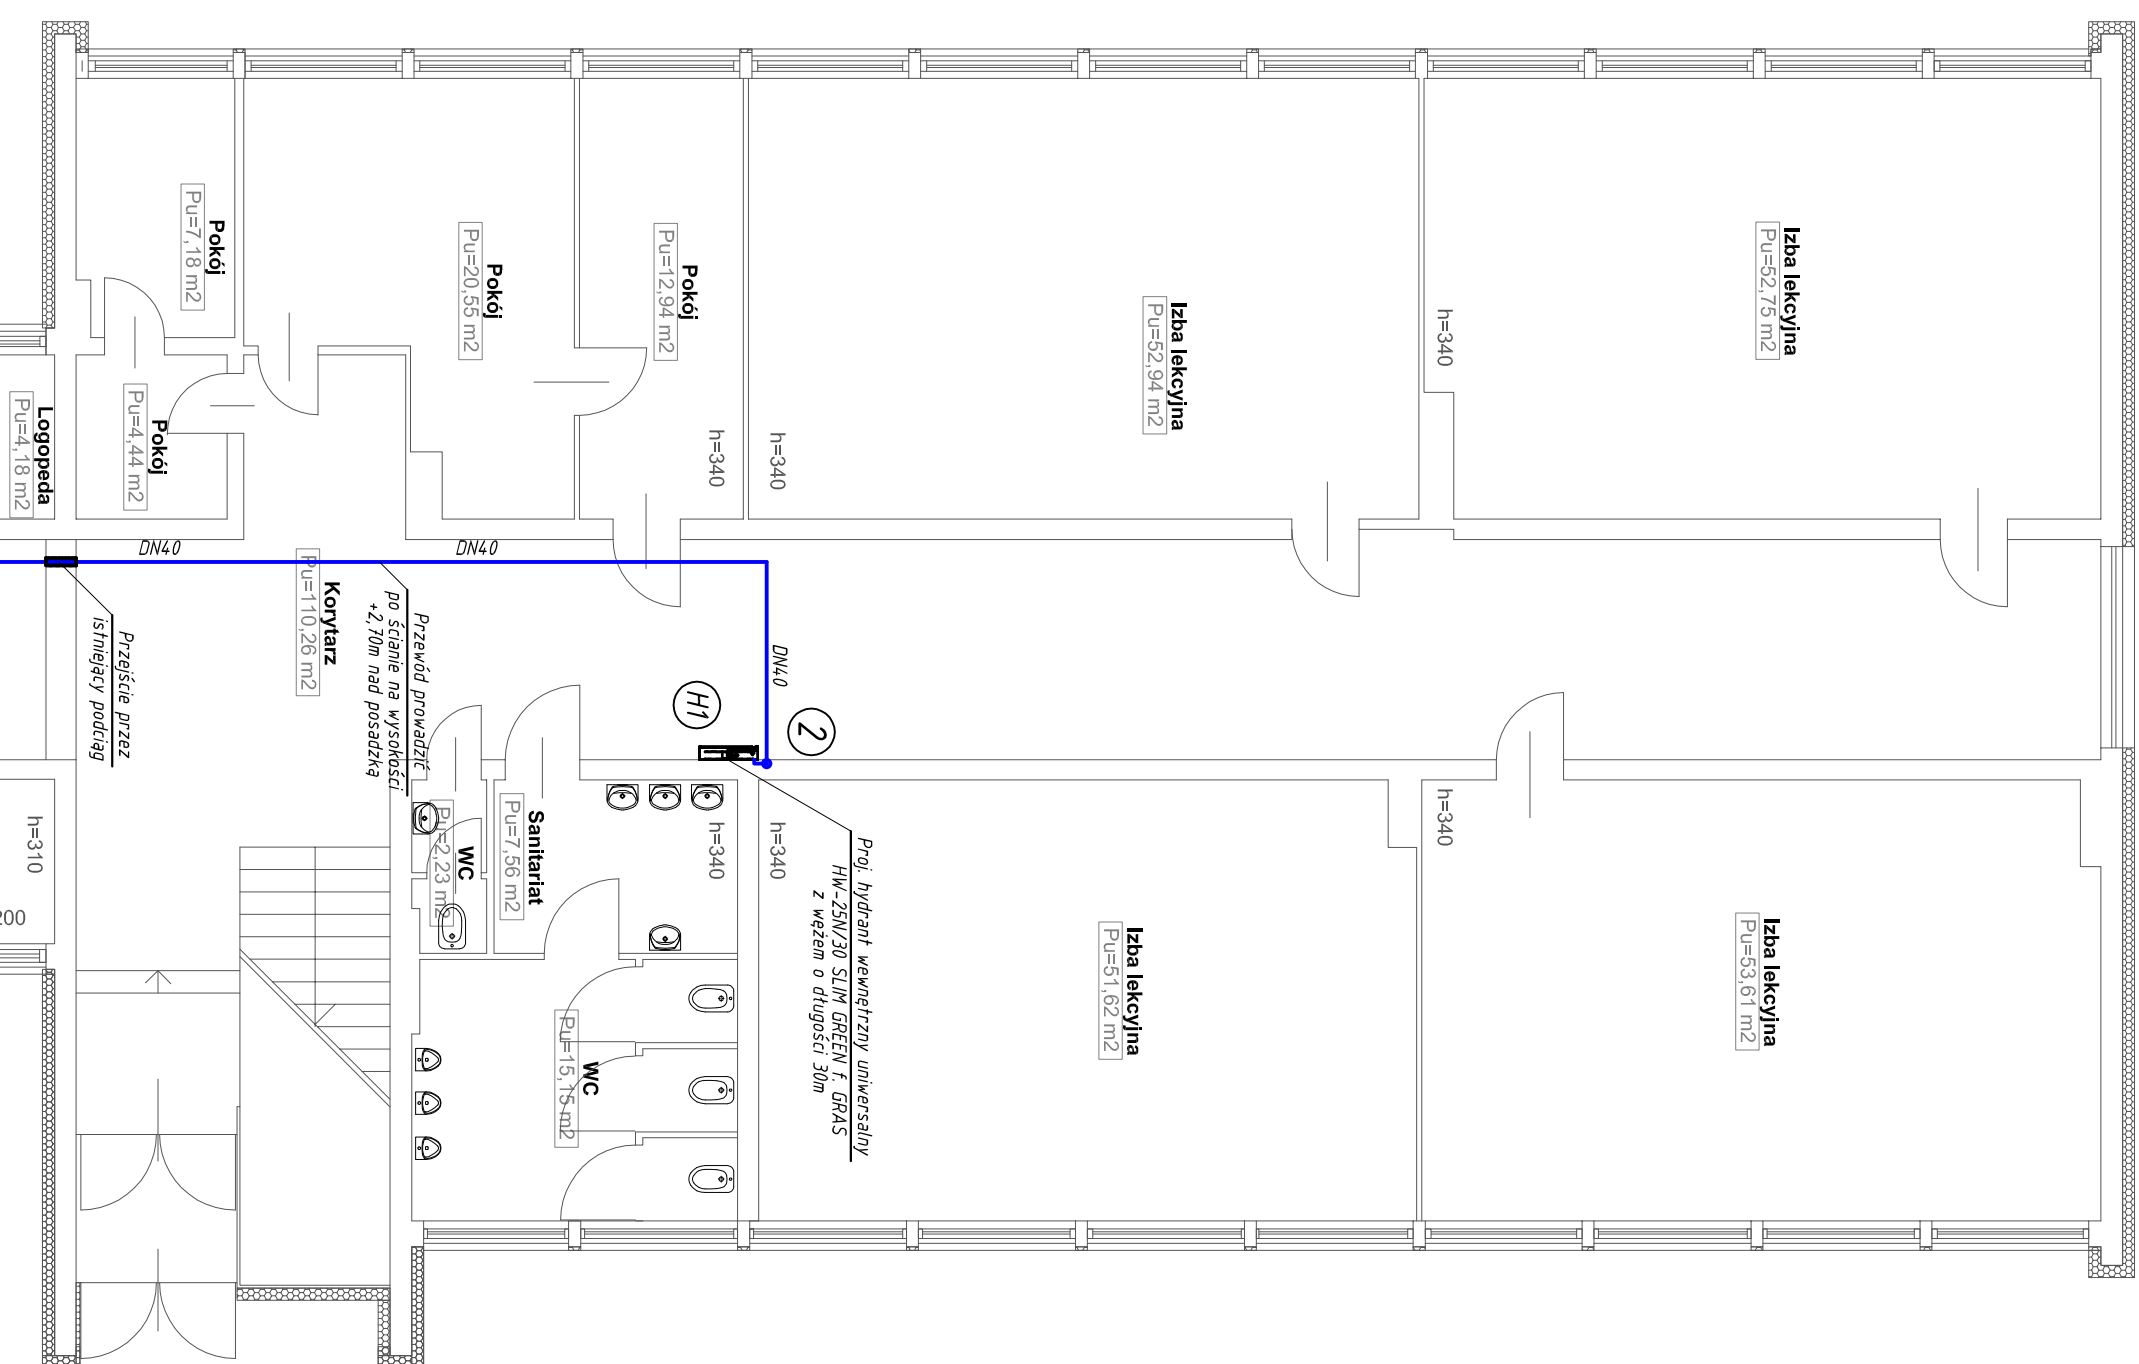 Izba lekcyjna
Pu=52,75 m2
h=340
Izba lekcyjna
Pu=52,94 m2
h=340
h=340
Pokój
Pu=12,94 m2
Pokój
Pu=20,55 m2
Pokój
Pu=7,18 m2
Pokój
Pu=4,44 m2
Logopeda
Pu=4,18 m2
DN40
DN40
DN40
Korytarz
Pu=110,26 m2
Przewód prowadzić
po ścianie na wysokości
+2,70m nad posadzką
Przejście przez
istniejący podciąg
H1
2
Proj. hydrant wewnętrzny uniwersalny
HW-25N/30 SLIM GREEN f. GRAS
z wężem o długości 30m
h=340
h=340
h=340
Sanitariat
Pu=7,56 m2
WC
Pu=2,23 m2
WC
Pu=15,15 m2
Izba lekcyjna
Pu=51,62 m2
Izba lekcyjna
Pu=53,61 m2
h=310
200